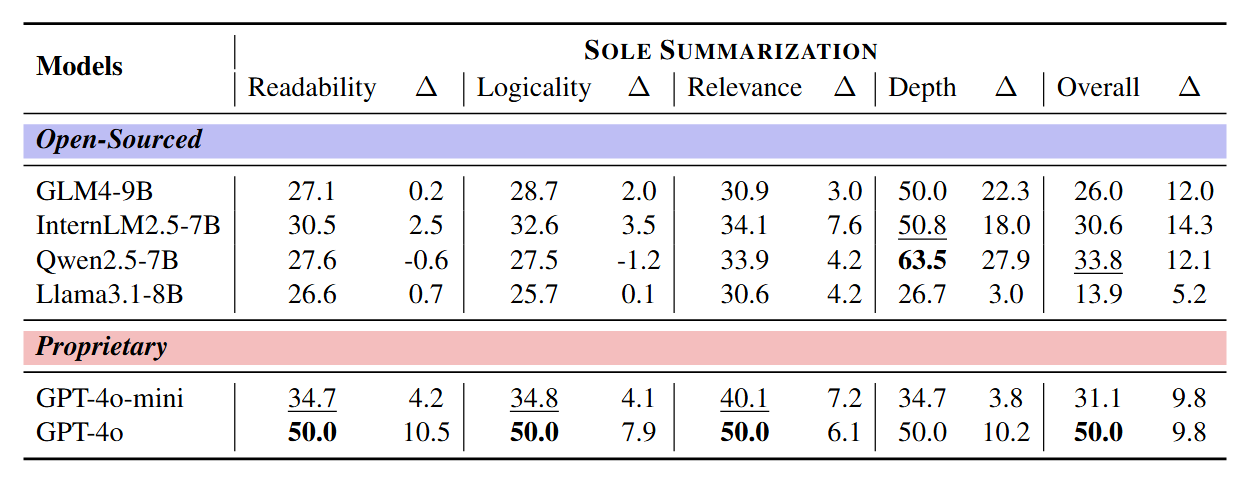 Models SOLE SUMMARIZATION
Readability Δ Logicality Δ Relevance Δ Depth Δ Overall Δ
Open-Sourced
GLM4-9B 27.1 0.2 28.7 2.0 30.9 3.0 50.0 22.3 26.0 12.0
InternLM2.5-7B 30.5 2.5 32.6 3.5 34.1 7.6 50.8 18.0 30.6 14.3
Qwen2.5-7B 27.6 -0.6 27.5 -1.2 33.9 4.2 63.5 27.9 33.8 12.1
Llama3.1-8B 26.6 0.7 25.7 0.1 30.6 4.2 26.7 3.0 13.9 5.2
Proprietary
GPT-4o-mini 34.7 4.2 34.8 4.1 40.1 7.2 34.7 3.8 31.1 9.8
GPT-4o 50.0 10.5 50.0 7.9 50.0 6.1 50.0 10.2 50.0 9.8